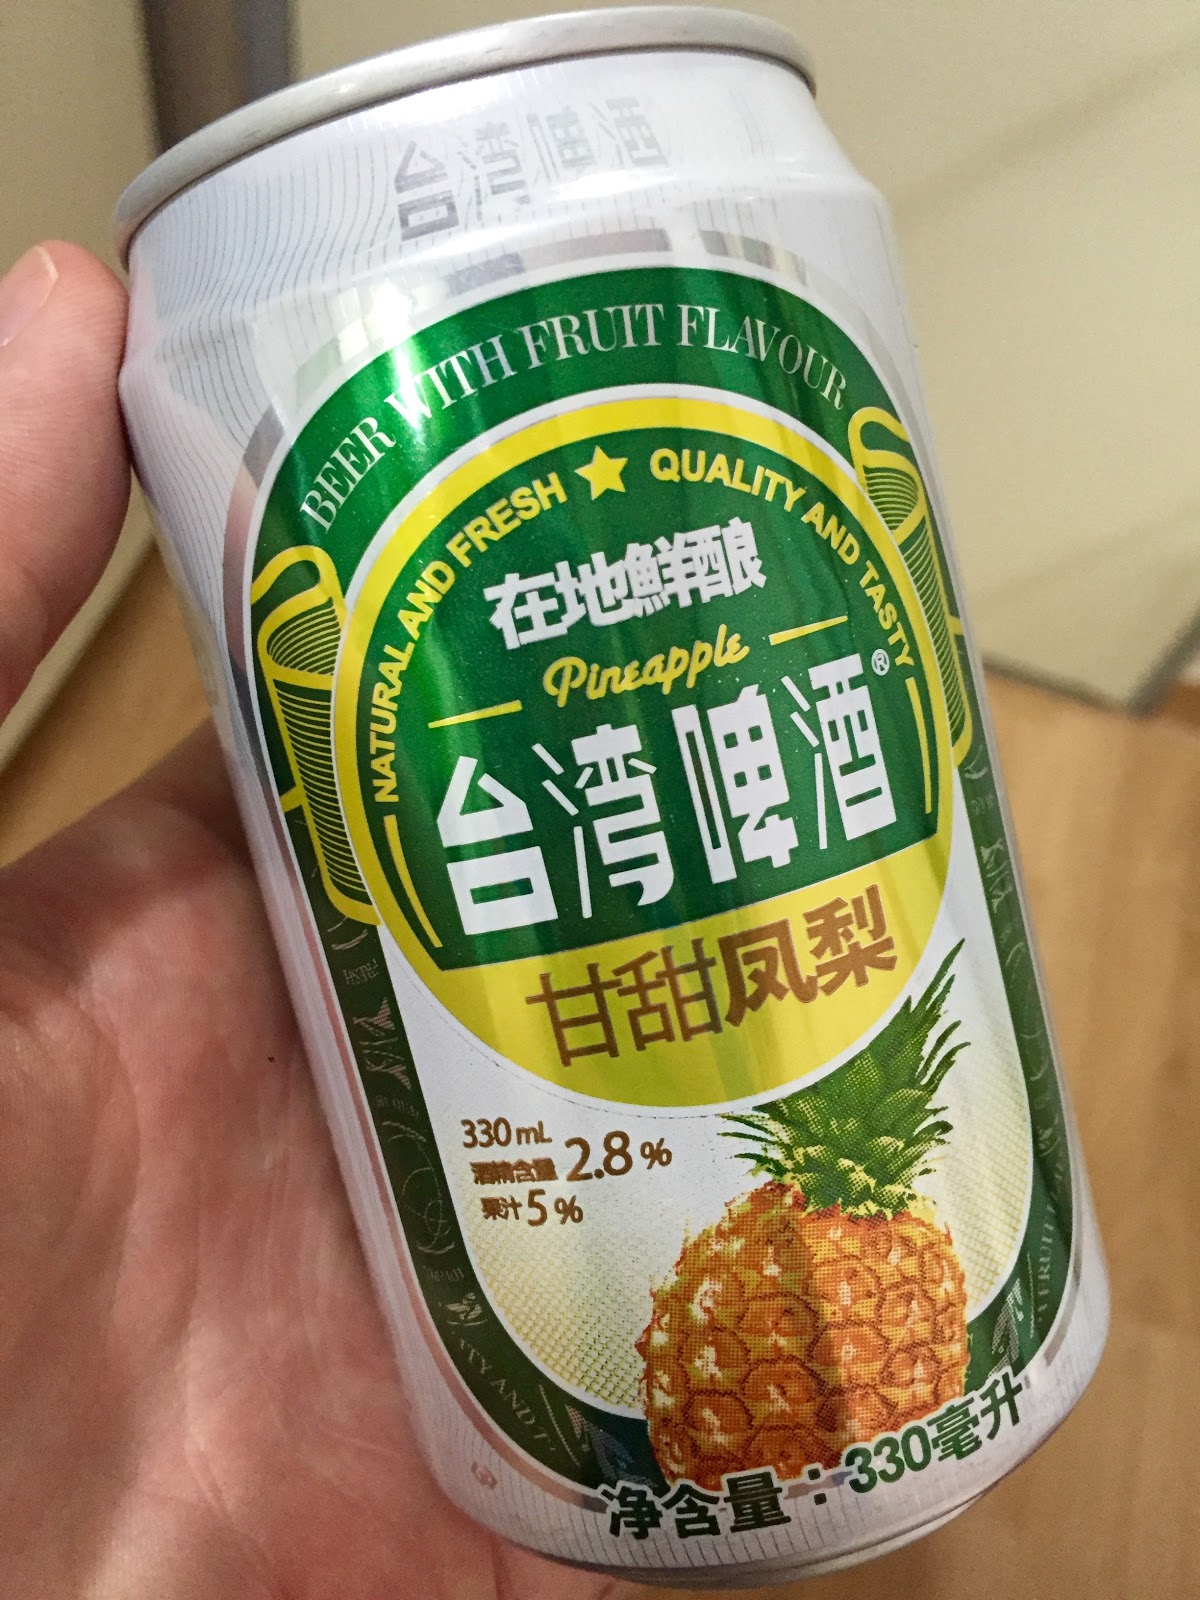 台湾啤酒
BEER WITH FRUIT FLAVOUR
NATURAL AND FRESH ★ QUALITY AND TASTY
在地鮮酿
Pineapple
台湾啤酒®
甘甜凤梨
330mL
酒精含量 2.8%
果汁5%
净含量：330毫升